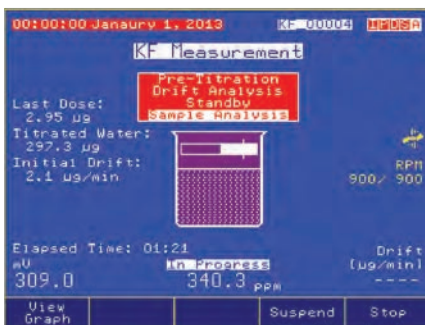 00:00:00 Janaury 1, 2013 KF 00004
KF Measurement
Pre-Titration
Drift Analysis
Standby
Sample Analysis
Last Dose:
2.95 µg
Titrated Water:
297.3 µg
Initial Drift:
2.1 µg/min
RPM
900/ 900
Elapsed Time: 01:21
mV
309.0
In Progress
340.3 ppm
Drift
[µg/min]
----
View
Graph
Suspend
Stop